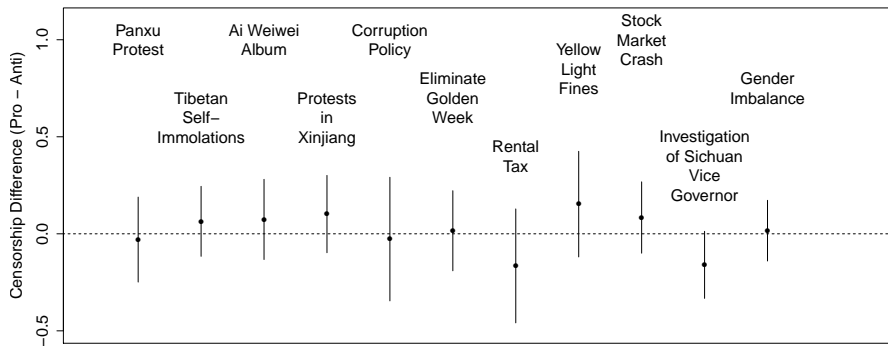 Censorship Difference (Pro − Anti)
1.0
0.5
0.0
−0.5
Panxu
Protest
Tibetan
Self−
Immolations
Ai Weiwei
Album
Protests
in
Xinjiang
Corruption
Policy
Eliminate
Golden
Week
Rental
Tax
Yellow
Light
Fines
Stock
Market
Crash
Investigation
of Sichuan
Vice
Governor
Gender
Imbalance